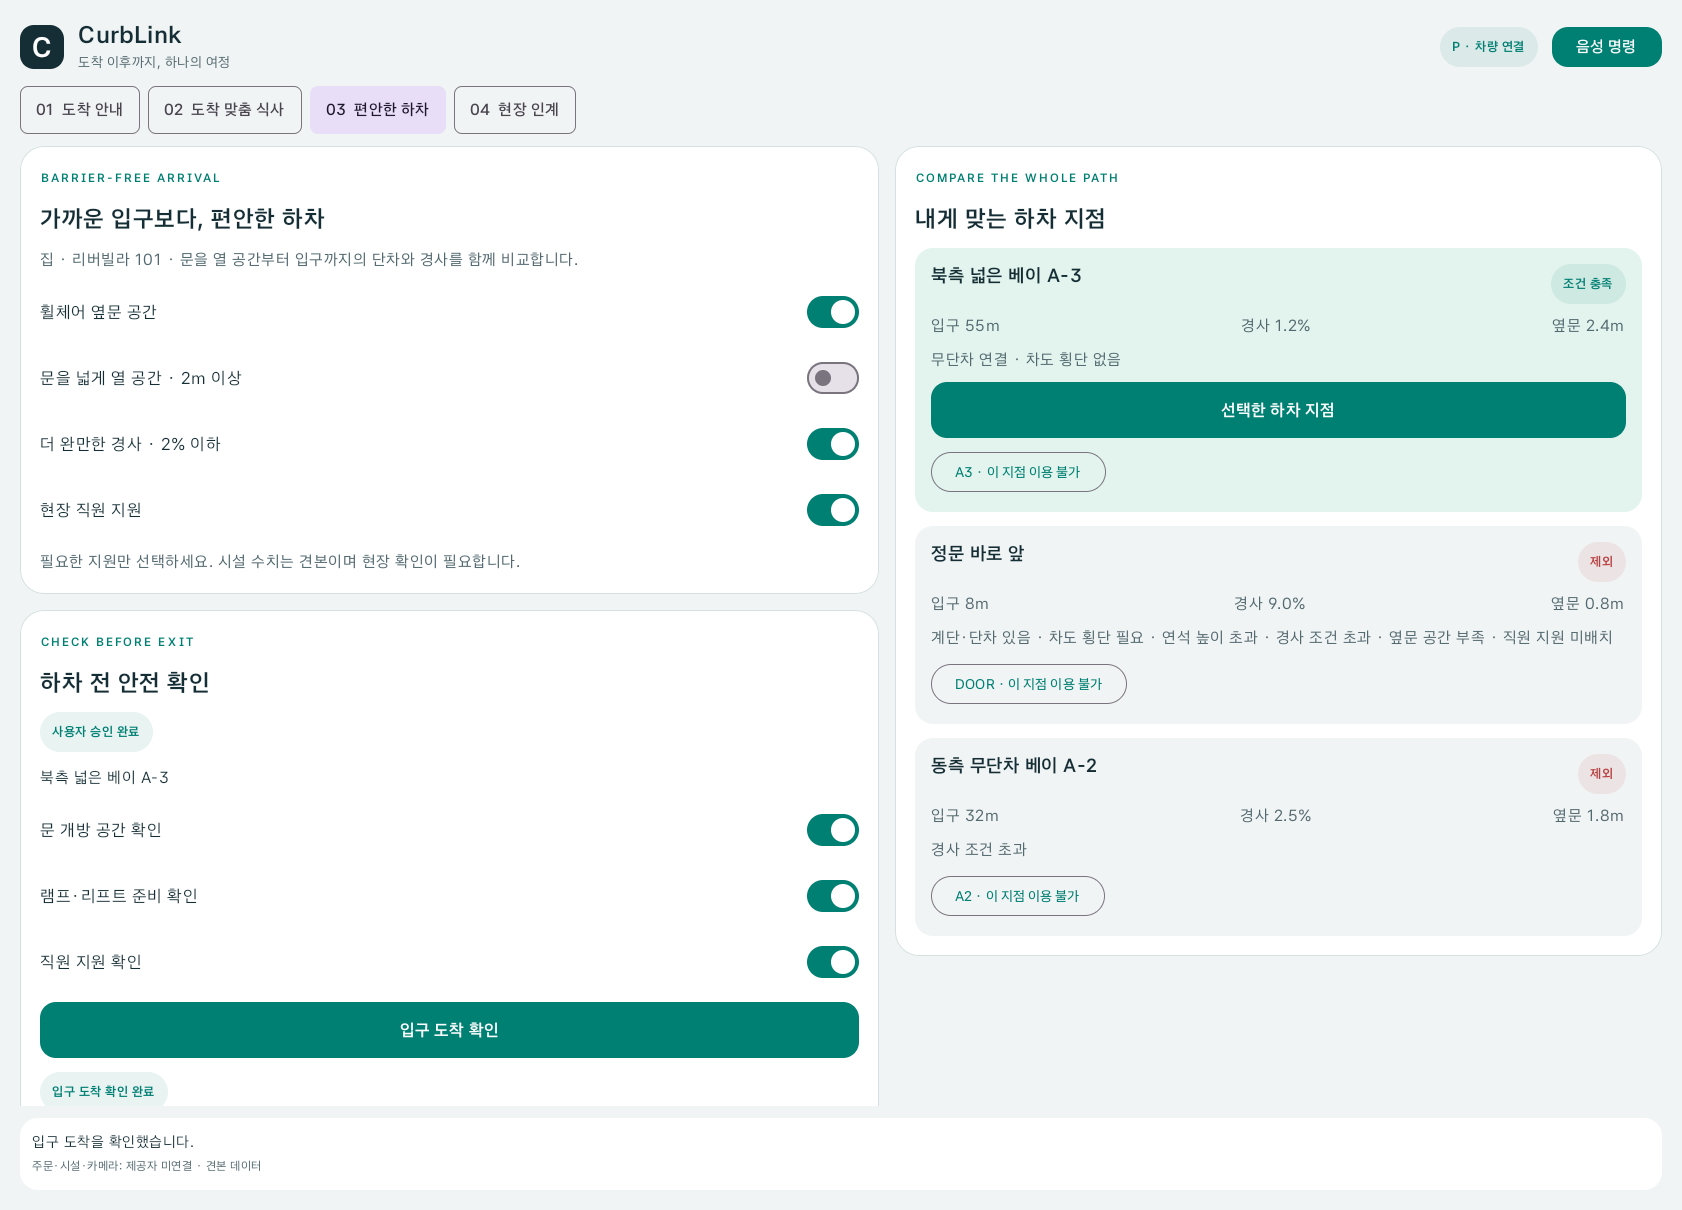 C
CurbLink
도착 이후까지, 하나의 여정
P · 차량 연결
음성 명령
01 도착 안내
02 도착 맞춤 식사
03 편안한 하차
04 현장 인계
BARRIER-FREE ARRIVAL
가까운 입구보다, 편안한 하차
집 · 리버빌라 101 · 문을 열 공간부터 입구까지의 단차와 경사를 함께 비교합니다.
휠체어 옆문 공간
문을 넓게 열 공간 · 2m 이상
더 완만한 경사 · 2% 이하
현장 직원 지원
필요한 지원만 선택하세요. 시설 수치는 견본이며 현장 확인이 필요합니다.
CHECK BEFORE EXIT
하차 전 안전 확인
사용자 승인 완료
북측 넓은 베이 A-3
문 개방 공간 확인
램프·리프트 준비 확인
직원 지원 확인
입구 도착 확인
입구 도착 확인 완료
COMPARE THE WHOLE PATH
내게 맞는 하차 지점
북측 넓은 베이 A-3
조건 충족
입구 55m
경사 1.2%
옆문 2.4m
무단차 연결 · 차도 횡단 없음
선택한 하차 지점
A3 · 이 지점 이용 불가
정문 바로 앞
제외
입구 8m
경사 9.0%
옆문 0.8m
계단·단차 있음 · 차도 횡단 필요 · 연석 높이 초과 · 경사 조건 초과 · 옆문 공간 부족 · 직원 지원 미배치
DOOR · 이 지점 이용 불가
동측 무단차 베이 A-2
제외
입구 32m
경사 2.5%
옆문 1.8m
경사 조건 초과
A2 · 이 지점 이용 불가
입구 도착을 확인했습니다.
주문·시설·카메라: 제공자 미연결 · 견본 데이터